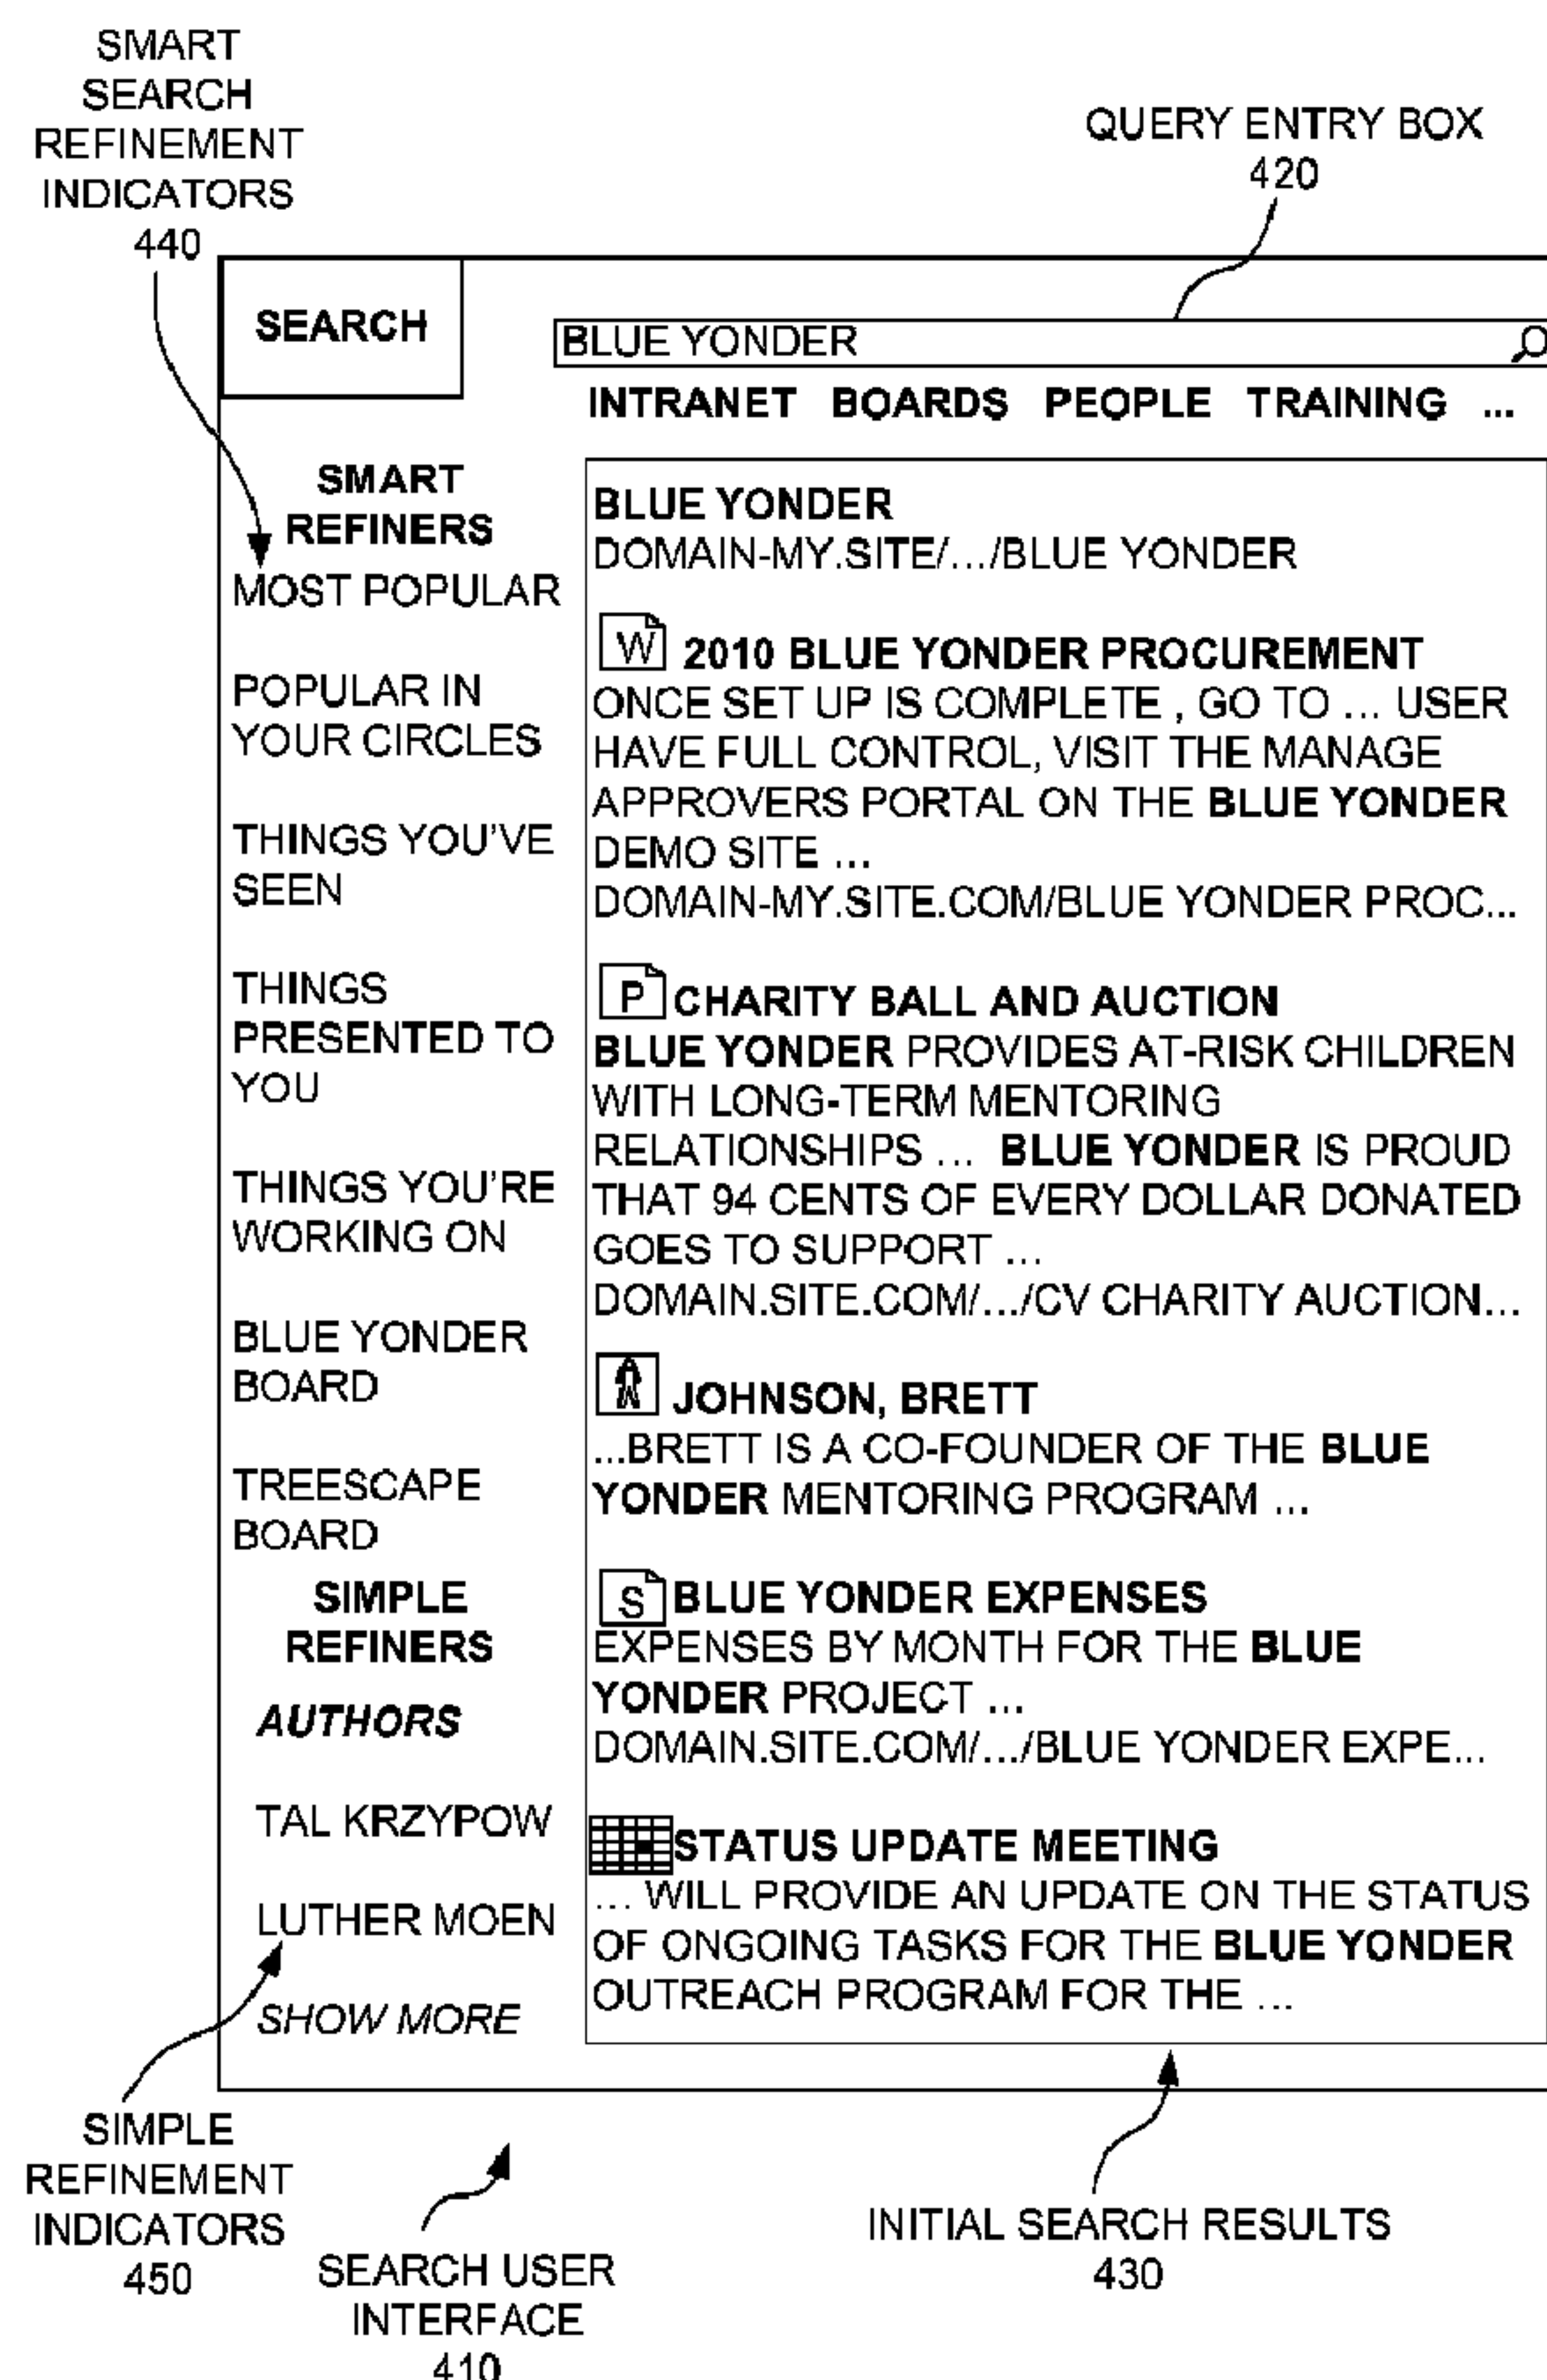 SMART
SEARCH
REFINEMENT
INDICATORS
440
QUERY ENTRY BOX
420
SEARCH
BLUE YONDER
INTRANET BOARDS PEOPLE TRAINING ...
SMART
REFINERS
MOST POPULAR
POPULAR IN
YOUR CIRCLES
THINGS YOU'VE
SEEN
THINGS
PRESENTED TO
YOU
THINGS YOU'RE
WORKING ON
BLUE YONDER
BOARD
TREESCAPE
BOARD
SIMPLE
REFINERS
AUTHORS
TAL KRZYPOW
LUTHER MOEN
SHOW MORE
BLUE YONDER
DOMAIN-MY.SITE/.../BLUE YONDER
W 2010 BLUE YONDER PROCUREMENT
ONCE SET UP IS COMPLETE , GO TO ... USER
HAVE FULL CONTROL, VISIT THE MANAGE
APPROVERS PORTAL ON THE BLUE YONDER
DEMO SITE ...
DOMAIN-MY.SITE.COM/BLUE YONDER PROC...
P CHARITY BALL AND AUCTION
BLUE YONDER PROVIDES AT-RISK CHILDREN
WITH LONG-TERM MENTORING
RELATIONSHIPS ... BLUE YONDER IS PROUD
THAT 94 CENTS OF EVERY DOLLAR DONATED
GOES TO SUPPORT ...
DOMAIN.SITE.COM/.../CV CHARITY AUCTION...
JOHNSON, BRETT
...BRETT IS A CO-FOUNDER OF THE BLUE
YONDER MENTORING PROGRAM ...
S BLUE YONDER EXPENSES
EXPENSES BY MONTH FOR THE BLUE
YONDER PROJECT ...
DOMAIN.SITE.COM/.../BLUE YONDER EXPE...
STATUS UPDATE MEETING
... WILL PROVIDE AN UPDATE ON THE STATUS
OF ONGOING TASKS FOR THE BLUE YONDER
OUTREACH PROGRAM FOR THE ...
SIMPLE
REFINEMENT
INDICATORS
450
SEARCH USER
INTERFACE
410
INITIAL SEARCH RESULTS
430